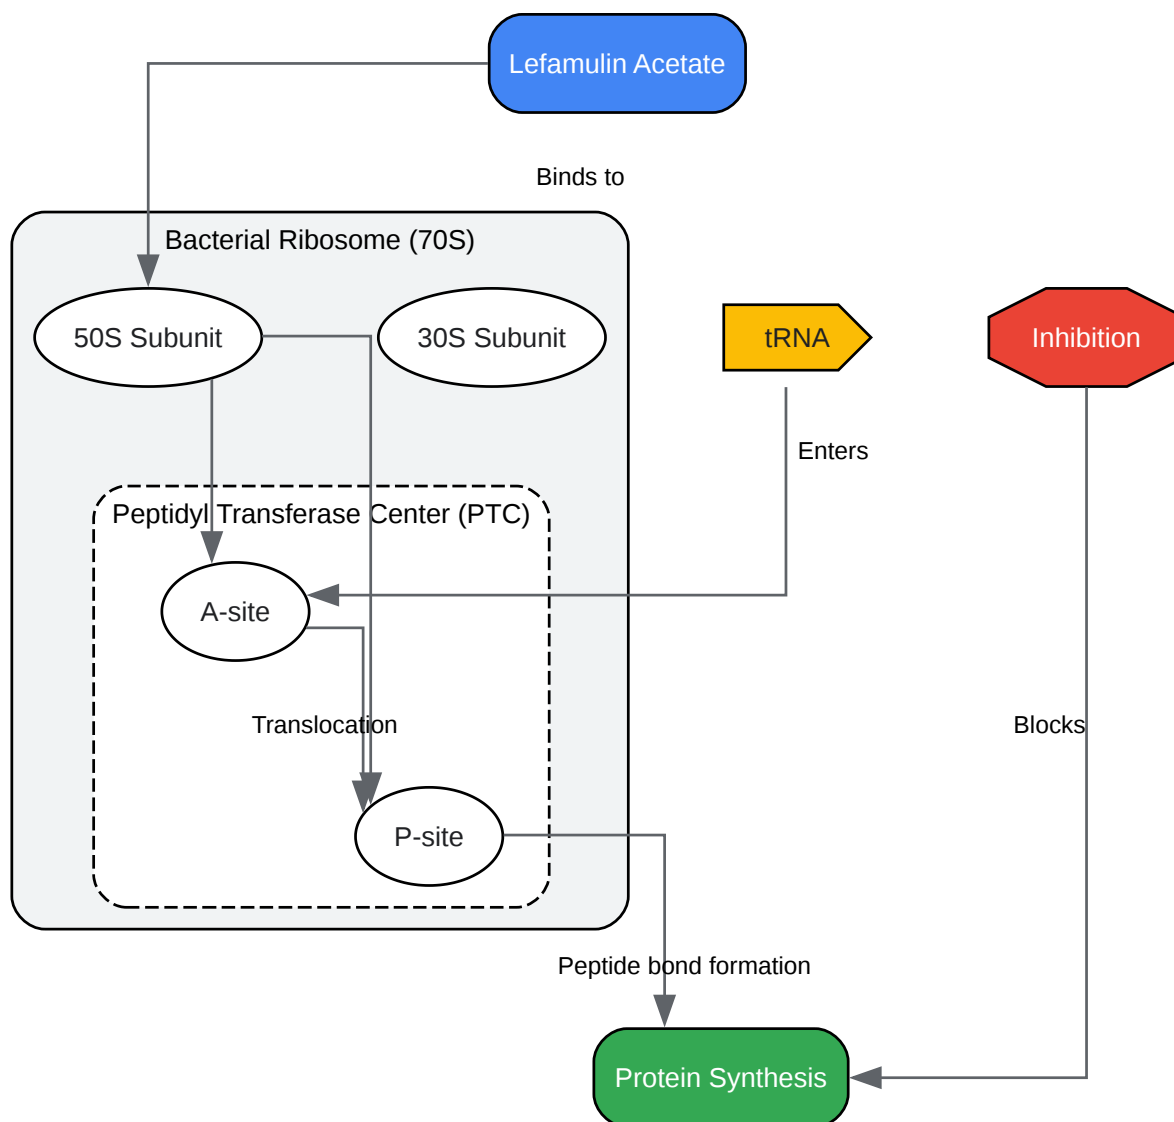 Lefamulin Acetate
Binds to
Bacterial Ribosome (70S)
50S Subunit
30S Subunit
tRNA
Inhibition
Enters
Peptidyl Transferase Center (PTC)
A-site
Translocation
Blocks
P-site
Peptide bond formation
Protein Synthesis